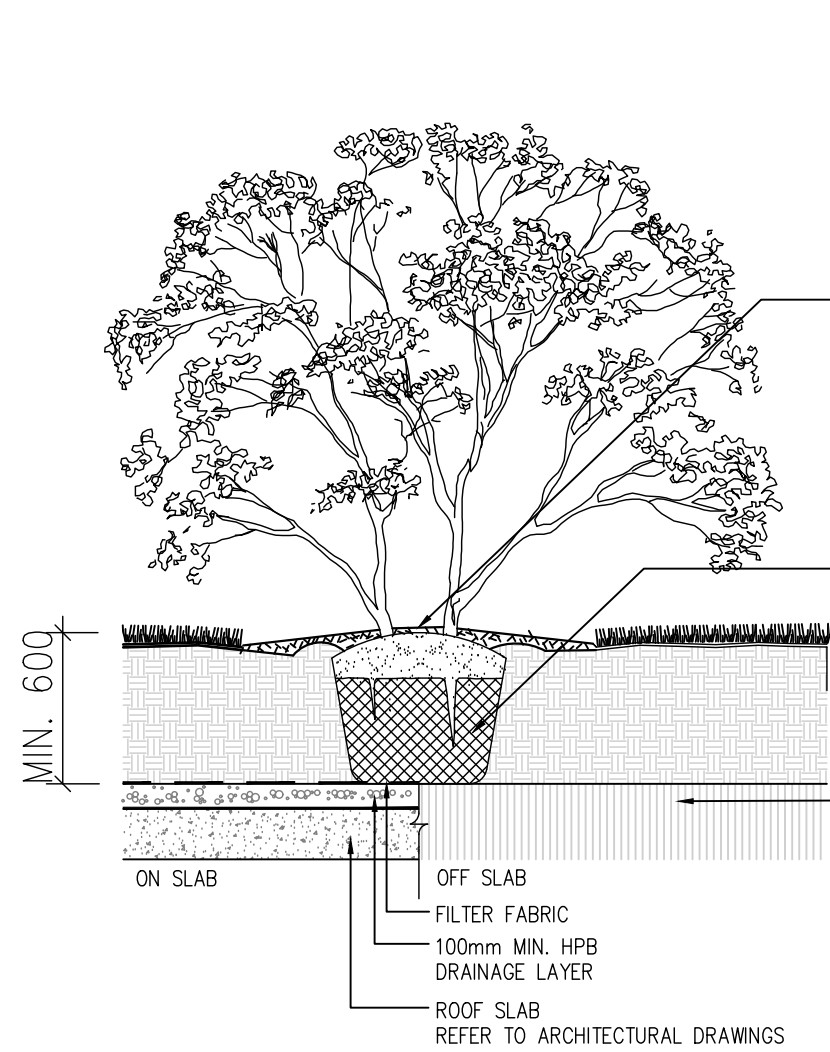 MIN. 600
ON SLAB
OFF SLAB
FILTER FABRIC
100mm MIN. HPB
DRAINAGE LAYER
ROOF SLAB
REFER TO ARCHITECTURAL DRAWINGS